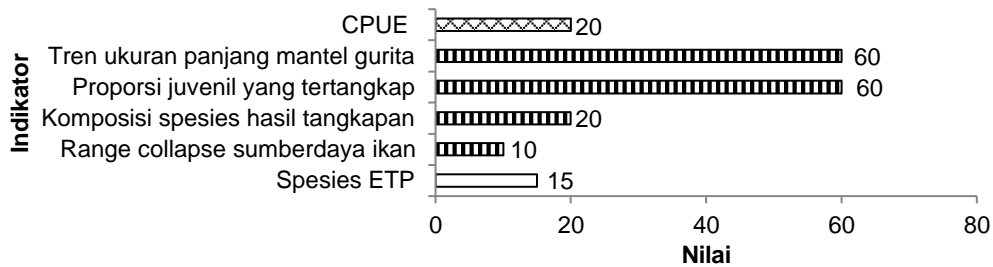 Indikator
CPUE 20
Tren ukuran panjang mantel gurita 60
Proporsi juvenil yang tertangkap 60
Komposisi spesies hasil tangkapan 20
Range collapse sumberdaya ikan 10
Spesies ETP 15
0 20 40 60 80
Nilai